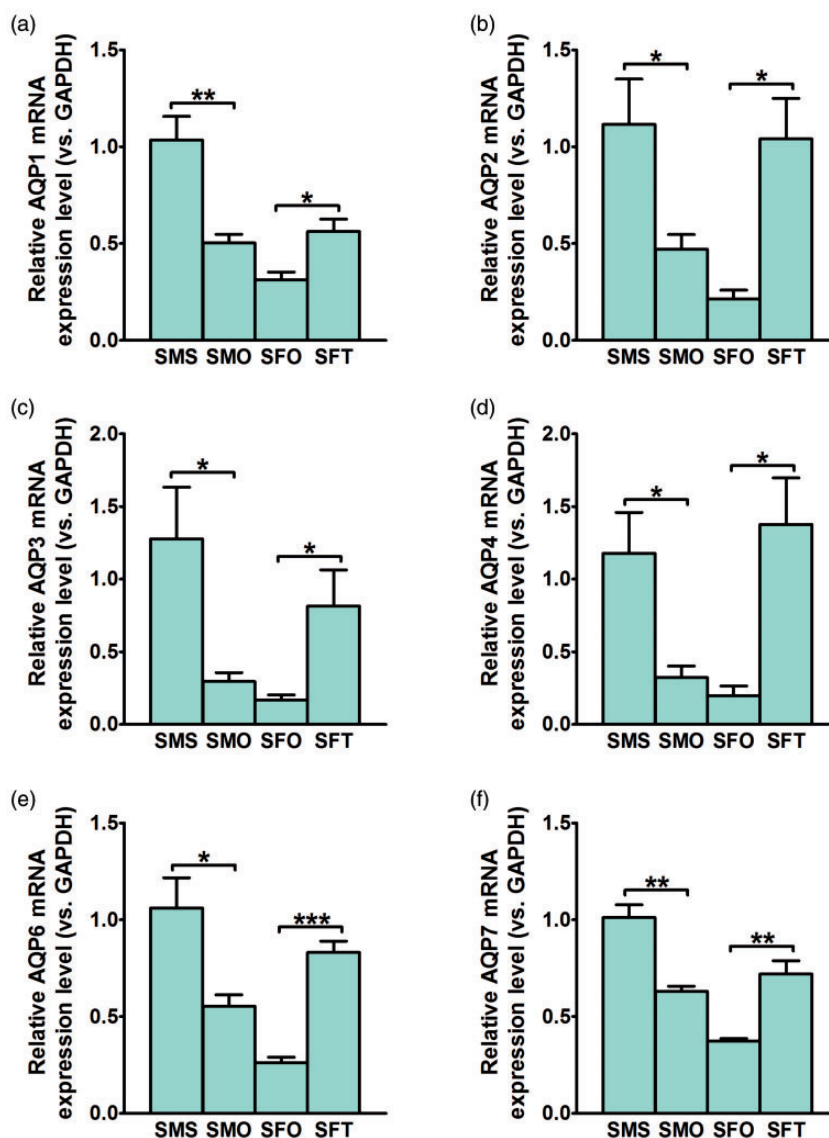 (a)
Relative AQP1 mRNA
expression level (vs. GAPDH)
1.5
1.0
0.5
0.0
**
*
SMS SMO SFO SFT
(b)
Relative AQP2 mRNA
expression level (vs. GAPDH)
1.5
1.0
0.5
0.0
*
*
SMS SMO SFO SFT
(c)
Relative AQP3 mRNA
expression level (vs. GAPDH)
2.0
1.5
1.0
0.5
0.0
*
*
SMS SMO SFO SFT
(d)
Relative AQP4 mRNA
expression level (vs. GAPDH)
2.0
1.5
1.0
0.5
0.0
*
*
SMS SMO SFO SFT
(e)
Relative AQP6 mRNA
expression level (vs. GAPDH)
1.5
1.0
0.5
0.0
*
***
SMS SMO SFO SFT
(f)
Relative AQP7 mRNA
expression level (vs. GAPDH)
1.5
1.0
0.5
0.0
**
**
SMS SMO SFO SFT